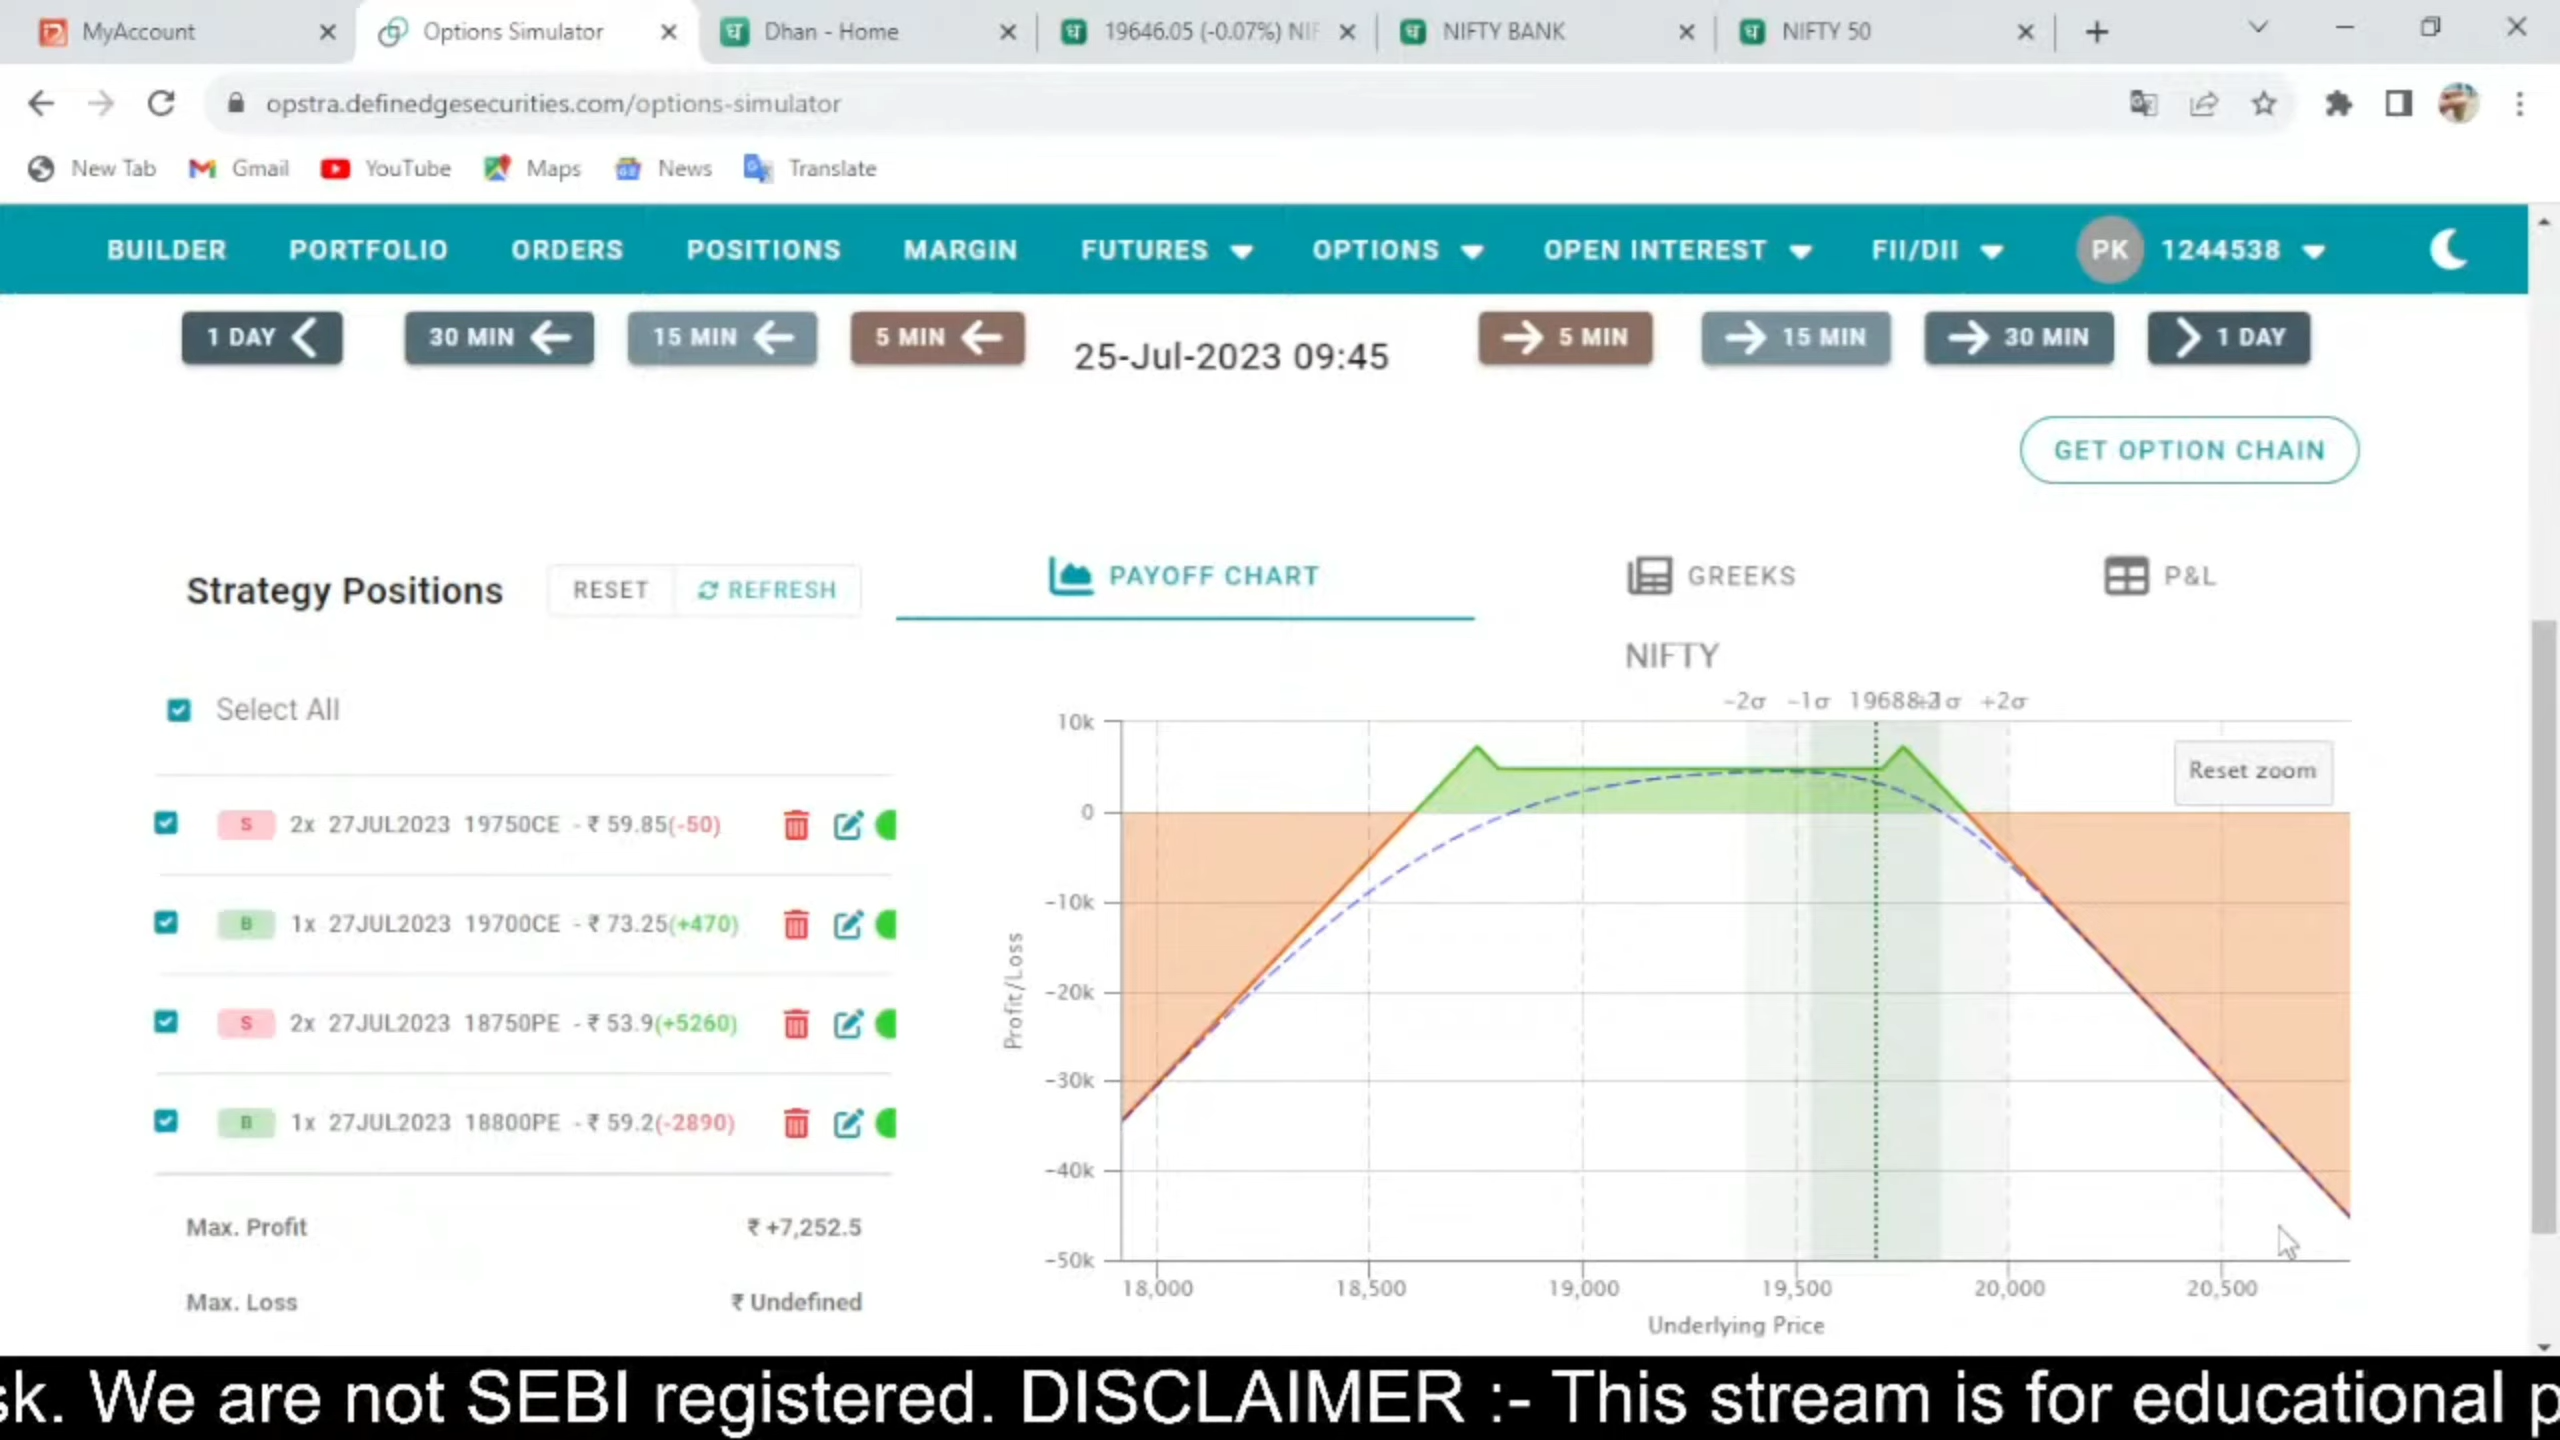 MyAccount
Options Simulator
Dhan - Home
19646.05 (-0.07%) NIF
NIFTY BANK
NIFTY 50
opstra.definedgesecurities.com/options-simulator
New Tab
Gmail
YouTube
Maps
News
Translate
BUILDER
PORTFOLIO
ORDERS
POSITIONS
MARGIN
FUTURES
OPTIONS
OPEN INTEREST
FII/DII
PK
1244538
1 DAY
30 MIN
15 MIN
5 MIN
25-Jul-2023 09:45
5 MIN
15 MIN
30 MIN
1 DAY
GET OPTION CHAIN
Strategy Positions
RESET
REFRESH
PAYOFF CHART
GREEKS
P&L
Select All
S 2x 27JUL2023 19750CE - ₹ 59.85(-50)
B 1x 27JUL2023 19700CE - ₹ 73.25(+470)
S 2x 27JUL2023 18750PE - ₹ 53.9(+5260)
B 1x 27JUL2023 18800PE - ₹ 59.2(-2890)
Max. Profit ₹ +7,252.5
Max. Loss ₹ Undefined
NIFTY
-2σ -1σ +2σ
Reset zoom
10k
0
-10k
-20k
-30k
-40k
-50k
Profit/Loss
18,000 18,500 19,000 19,500 20,000 20,500
Underlying Price
sk. We are not SEBI registered. DISCLAIMER :- This stream is for educational p